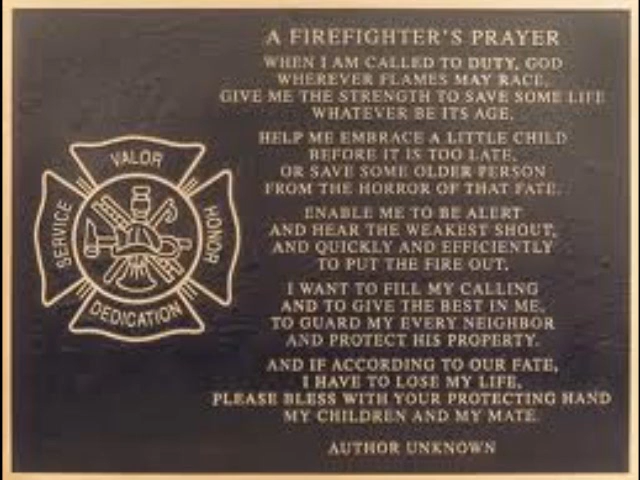 A FIREFIGHTER'S PRAYER
WHEN I AM CALLED TO DUTY, GOD
WHEREVER FLAMES MAY RACE,
GIVE ME THE STRENGTH TO SAVE SOME LIFE
WHATEVER BE ITS AGE.
HELP ME EMBRACE A LITTLE CHILD
BEFORE IT IS TOO LATE,
OR SAVE SOME OLDER PERSON
FROM THE HORROR OF THAT FATE.
ENABLE ME TO BE ALERT
AND HEAR THE WEAKEST SHOUT,
AND QUICKLY AND EFFICIENTLY
TO PUT THE FIRE OUT.
I WANT TO FILL MY CALLING
AND TO GIVE THE BEST IN ME,
TO GUARD MY EVERY NEIGHBOR
AND PROTECT HIS PROPERTY.
AND IF ACCORDING TO OUR FATE,
I HAVE TO LOSE MY LIFE,
PLEASE BLESS WITH YOUR PROTECTING HAND
MY CHILDREN AND MY MATE.
AUTHOR UNKNOWN
VALOR
SERVICE
HONOR
DEDICATION